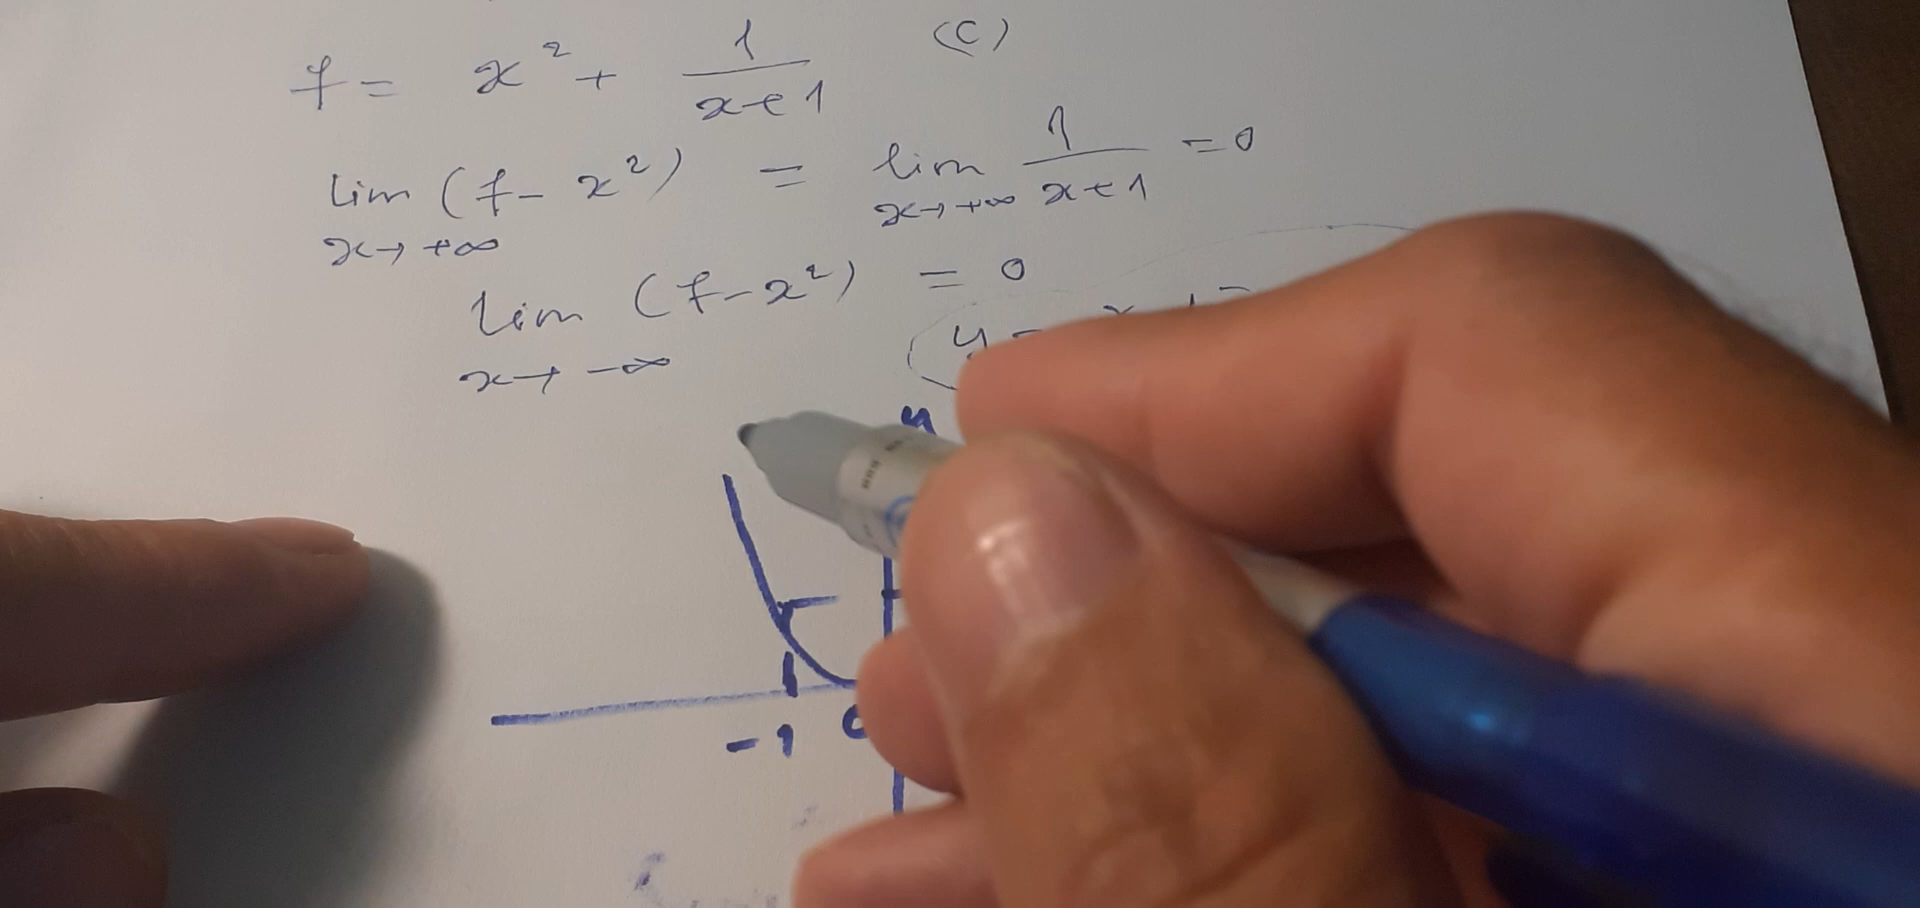 f = x² + 1/(x+1) (C)
lim (f - x²) = lim 1/(x+1) = 0
x→+∞ x→+∞
lim (f - x²) = 0
x→ -∞
y =
y
-1 0